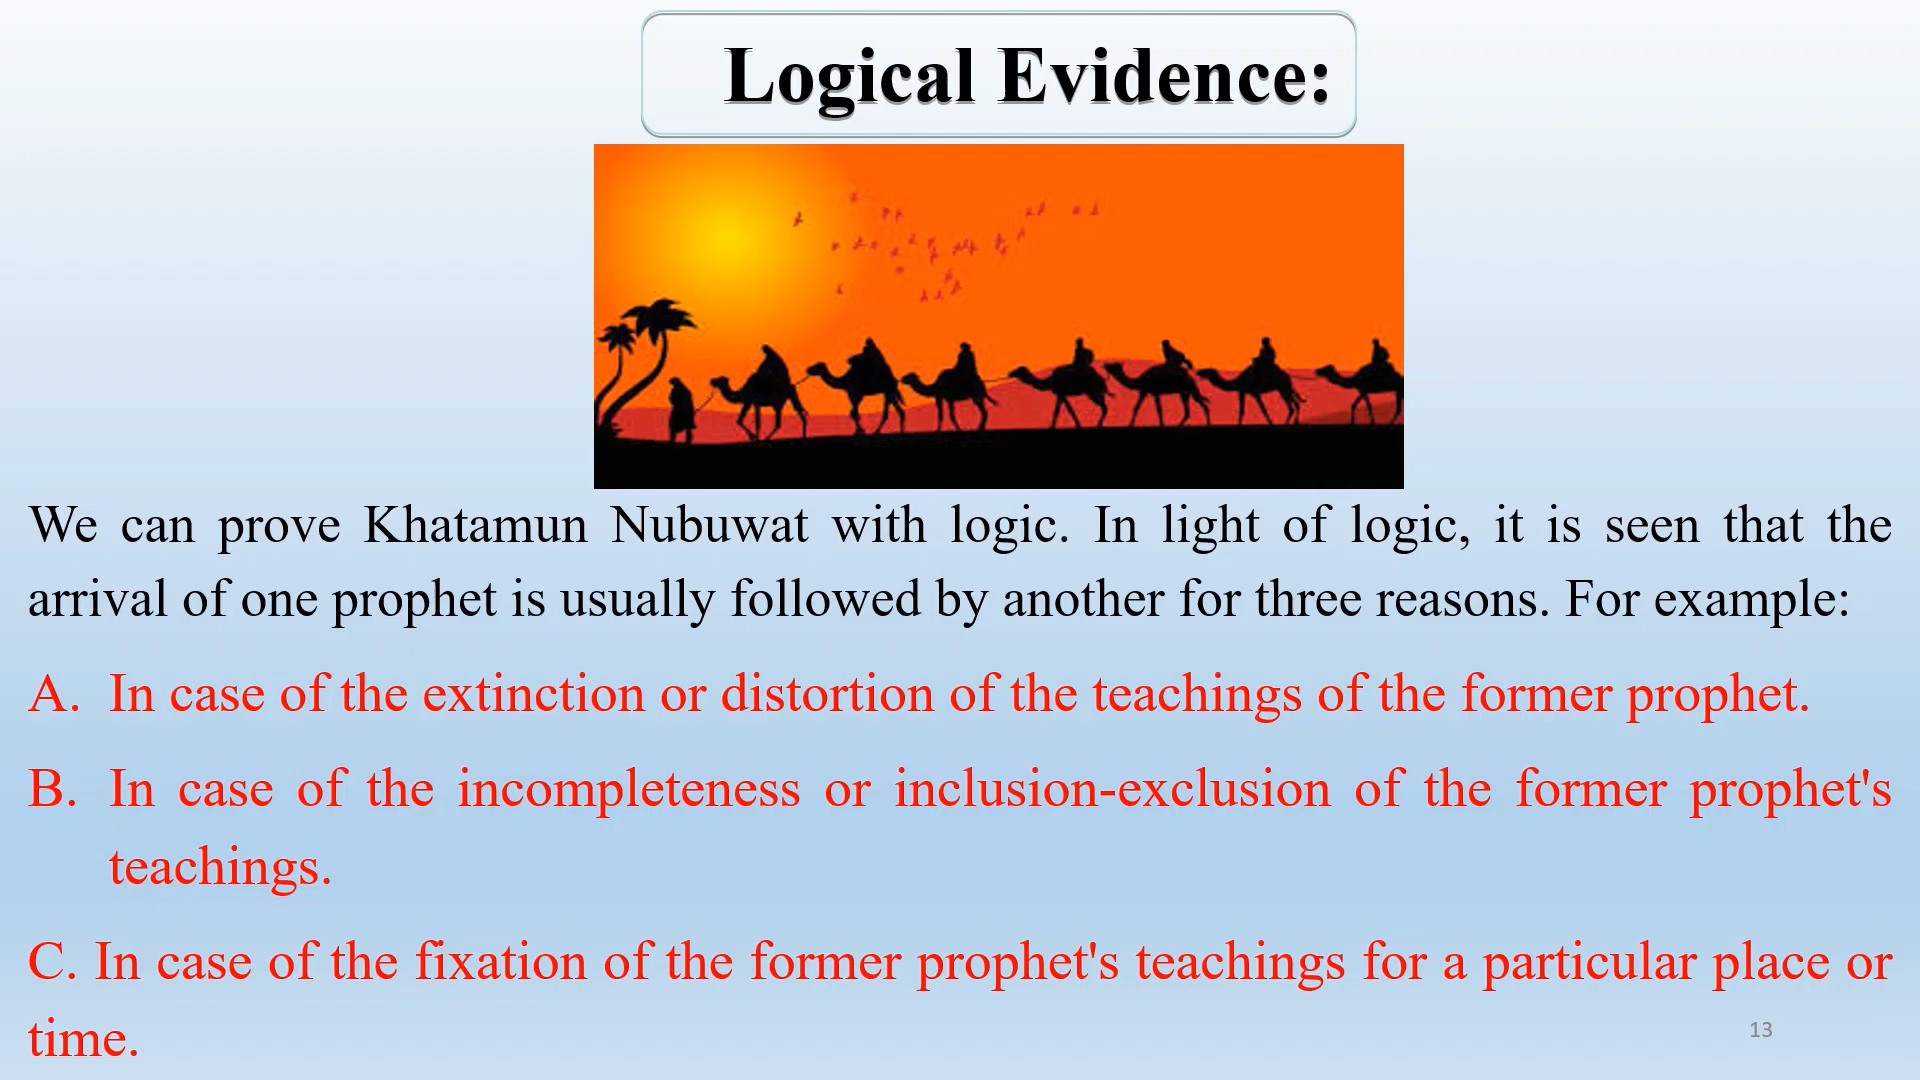 Logical Evidence:
We can prove Khatamun Nubuwat with logic. In light of logic, it is seen that the
arrival of one prophet is usually followed by another for three reasons. For example:
A. In case of the extinction or distortion of the teachings of the former prophet.
B. In case of the incompleteness or inclusion-exclusion of the former prophet's
teachings.
C. In case of the fixation of the former prophet's teachings for a particular place or
time.
13